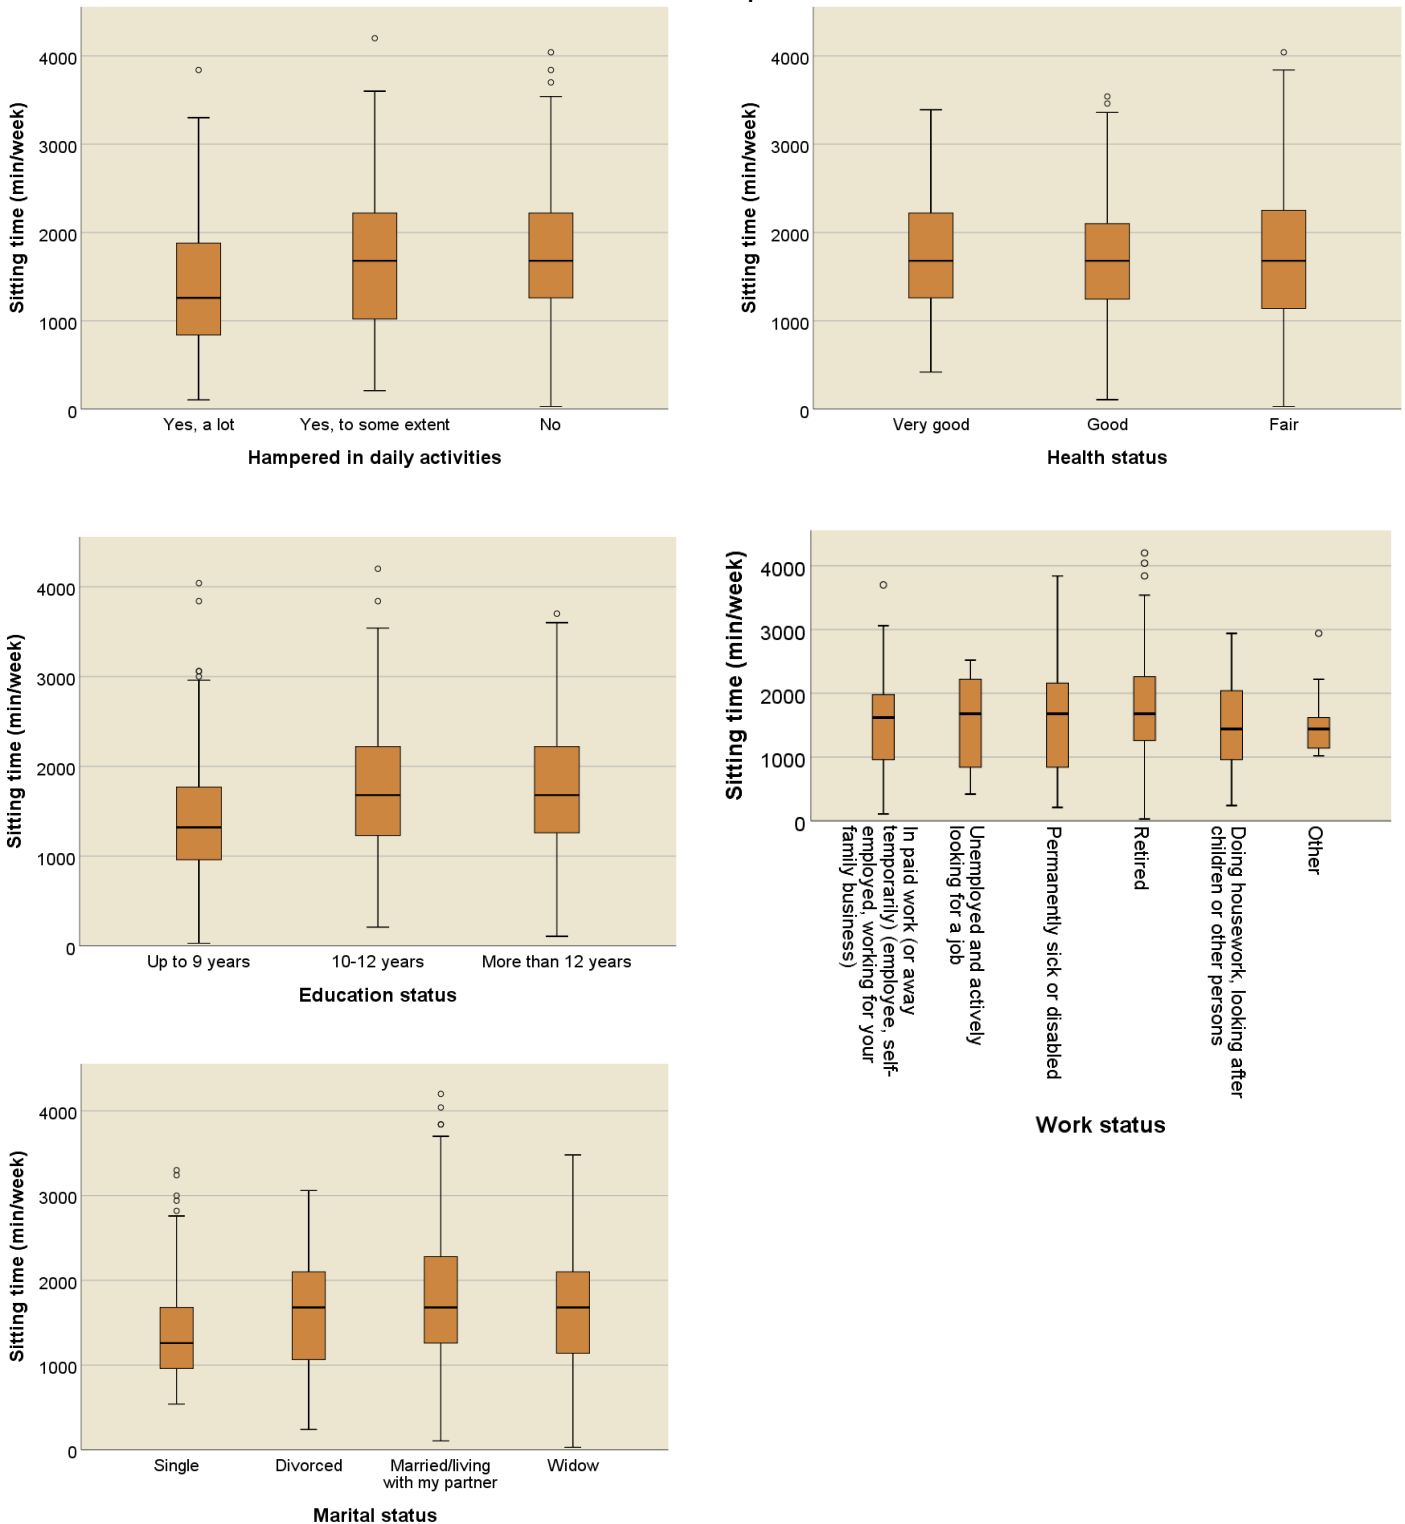 Sitting time (min/week)
4000
3000
2000
1000
0
Yes, a lot
Yes, to some extent
No
Hampered in daily activities
Sitting time (min/week)
4000
3000
2000
1000
0
Very good
Good
Fair
Health status
Sitting time (min/week)
4000
3000
2000
1000
0
Up to 9 years
10-12 years
More than 12 years
Education status
Sitting time (min/week)
4000
3000
2000
1000
0
In paid work (or away
temporarily) (employee, self-
employed, working for your
family business)
Unemployed and actively
looking for a job
Permanently sick or disabled
Retired
Doing housework, looking after
children or other persons
Other
Work status
Sitting time (min/week)
4000
3000
2000
1000
0
Single
Divorced
Married/living
with my partner
Widow
Marital status